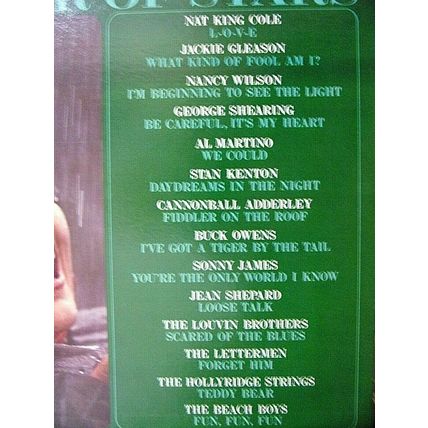 OF STARS
NAT KING COLE
L-O-V-E
JACKIE GLEASON
WHAT KIND OF FOOL AM I?
NANCY WILSON
I'M BEGINNING TO SEE THE LIGHT
GEORGE SHEARING
BE CAREFUL, IT'S MY HEART
AL MARTINO
WE COULD
STAN KENTON
DAYDREAMS IN THE NIGHT
CANNONBALL ADDERLEY
FIDDLER ON THE ROOF
BUCK OWENS
I'VE GOT A TIGER BY THE TAIL
SONNY JAMES
YOU'RE THE ONLY WORLD I KNOW
JEAN SHEPARD
LOOSE TALK
THE LOUVIN BROTHERS
SCARED OF THE BLUES
THE LETTERMEN
FORGET HIM
THE HOLLYRIDGE STRINGS
TEDDY BEAR
THE BEACH BOYS
FUN, FUN, FUN